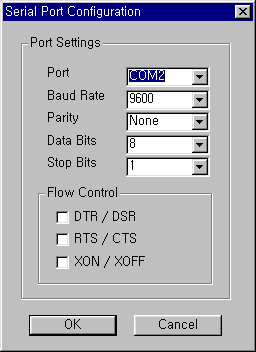 Serial Port Configuration
Port Settings
Port COM2
Baud Rate 9600
Parity None
Data Bits 8
Stop Bits 1
Flow Control
DTR / DSR
RTS / CTS
XON / XOFF
OK Cancel